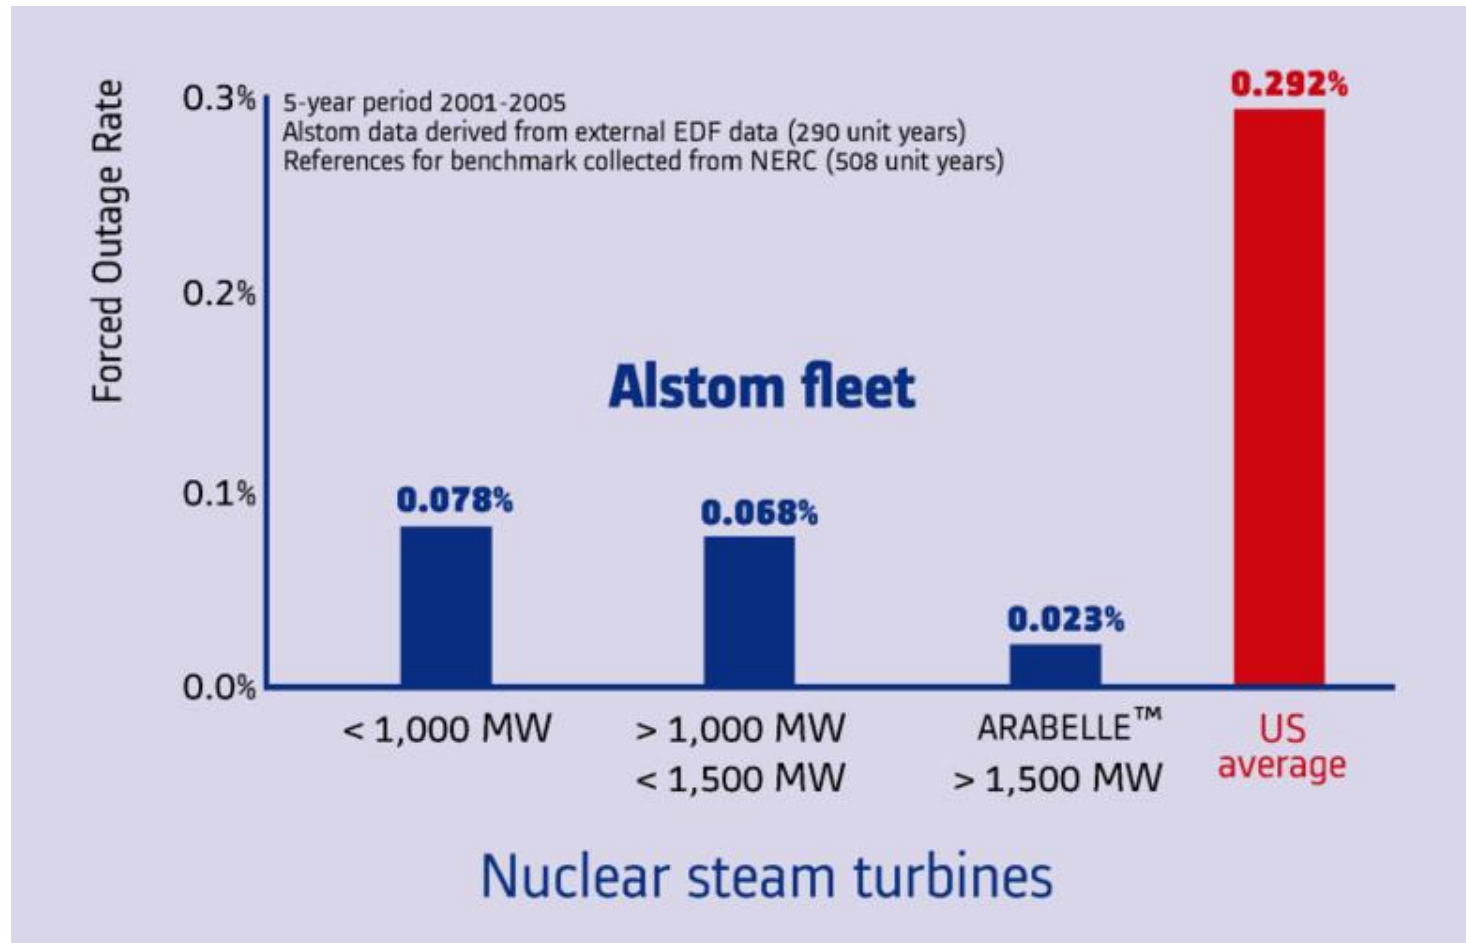 Forced Outage Rate
0.3%
0.2%
0.1%
0.0%
5-year period 2001-2005
Alstom data derived from external EDF data (290 unit years)
References for benchmark collected from NERC (508 unit years)
Alstom fleet
0.078%
0.068%
0.023%
0.292%
< 1,000 MW
> 1,000 MW
< 1,500 MW
ARABELLE™
> 1,500 MW
US
average
Nuclear steam turbines